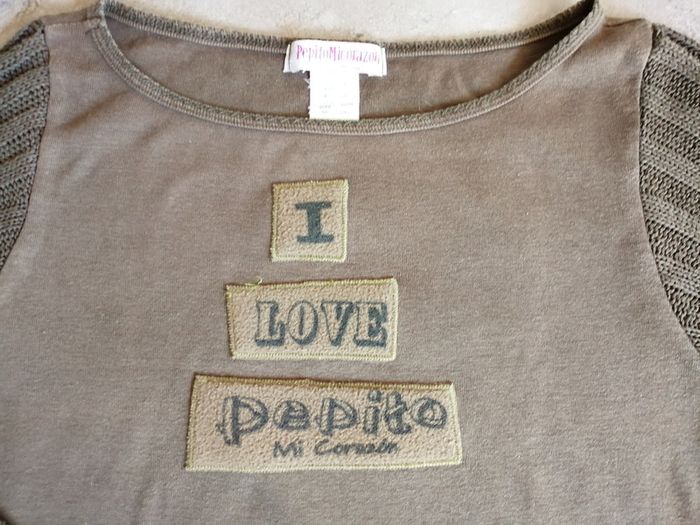 PepitoMiCorazon
I
LOVE
pepito
Mi Corazón